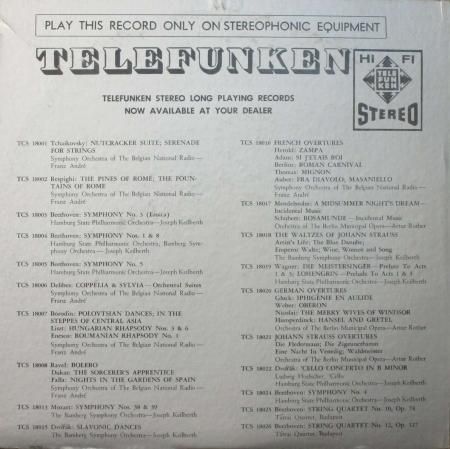 PLAY THIS RECORD ONLY ON STEREOPHONIC EQUIPMENT
TELEFUNKEN
HI FI
TELE
FUN
KEN
STEREO
TELEFUNKEN STEREO LONG PLAYING RECORDS
NOW AVAILABLE AT YOUR DEALER
TCS 18001 Tchaikovsky: NUTCRACKER SUITE; SERENADE
FOR STRINGS
Symphony Orchestra of The Belgian National Radio—
Franz André
TCS 18002 Respighi: THE PINES OF ROME; THE FOUN-
TAINS OF ROME
Symphony Orchestra of The Belgian National Radio—
Franz André
TCS 18003 Beethoven: SYMPHONY No. 3 (Eroica)
Hamburg State Philharmonic Orchestra—Joseph Keilberth
TCS 18004 Beethoven: SYMPHONY Nos. 1 & 8
Hamburg State Philharmonic Orchestra, Bamberg Sym-
phony Orchestra—Joseph Keilberth
TCS 18005 Beethoven: SYMPHONY No. 5
Hamburg State Philharmonic Orchestra—Joseph Keilberth
TCS 18006 Delibes: COPPÉLIA & SYLVIA—Orchestral Suites
Symphony Orchestra of The Belgian National Radio—
Franz André
TCS 18007 Borodin: POLOVTSIAN DANCES; IN THE
STEPPES OF CENTRAL ASIA
Liszt: HUNGARIAN RHAPSODY Nos. 3 & 6
Enesco: ROUMANIAN RHAPSODY No. 1
Symphony Orchestra of The Belgian National Radio—
Franz André
TCS 18008 Ravel: BOLERO
Dukas: THE SORCERER'S APPRENTICE
Falla: NIGHTS IN THE GARDENS OF SPAIN
Symphony Orchestra of The Belgian National Radio—
Franz André
TCS 18013 Mozart: SYMPHONY Nos. 38 & 39
The Bamberg Symphony Orchestra—Joseph Keilberth
TCS 18015 Dvořák: SLAVONIC DANCES
The Bamberg Symphony Orchestra—Joseph Keilberth
TCS 18016 FRENCH OVERTURES
Herold: ZAMPA
Adam: SI J'ETAIS ROI
Berlioz: ROMAN CARNIVAL
Thomas: MIGNON
Auber: FRA DIAVOLO, MASANIELLO
Symphony Orchestra of The Belgian National Radio—
Franz André
TCS 18017 Mendelssohn: A MIDSUMMER NIGHT'S DREAM—
Incidental Music
Schubert: ROSAMUNDE—Incidental Music
Orchestra of The Berlin Municipal Opera—Artur Rother
TCS 18018 THE WALTZES OF JOHANN STRAUSS
Artist's Life; The Blue Danube;
Emperor Waltz; Wine, Women and Song
The Bamberg Symphony Orchestra—Joseph Keilberth
TCS 18019 Wagner: DIE MEISTERSINGER—Prelude To Acts
1 & 3; LOHENGRIN—Prelude To Acts 1 & 3
Hamburg State Philharmonic Orchestra—Joseph Keilberth
TCS 18020 GERMAN OVERTURES
Gluck: IPHIGÉNIE EN AULIDE
Weber: OBERON
Nicolai: THE MERRY WIVES OF WINDSOR
Humperdinck: HANSEL AND GRETEL
Orchestra of The Berlin Municipal Opera—Artur Rother
TCS 18021 JOHANN STRAUSS OVERTURES
Die Fledermaus; Die Zigeunerbaron
Eine Nacht In Venedig; Waldmeister
Orchestra of The Berlin Municipal Opera—Artur Rother
TCS 18022 Dvořák: 'CELLO CONCERTO IN B MINOR
Ludwig Hoelscher, 'Cello
Hamburg State Philharmonic Orchestra—Joseph Keilberth
TCS 18024 Beethoven: SYMPHONY No. 4
Hamburg State Philharmonic Orchestra—Joseph Keilberth
TCS 18025 Beethoven: STRING QUARTET No. 10, Op. 74
Tátrai Quartet, Budapest
TCS 18026 Beethoven: STRING QUARTET No. 12, Op. 127
Tátrai Quartet, Budapest